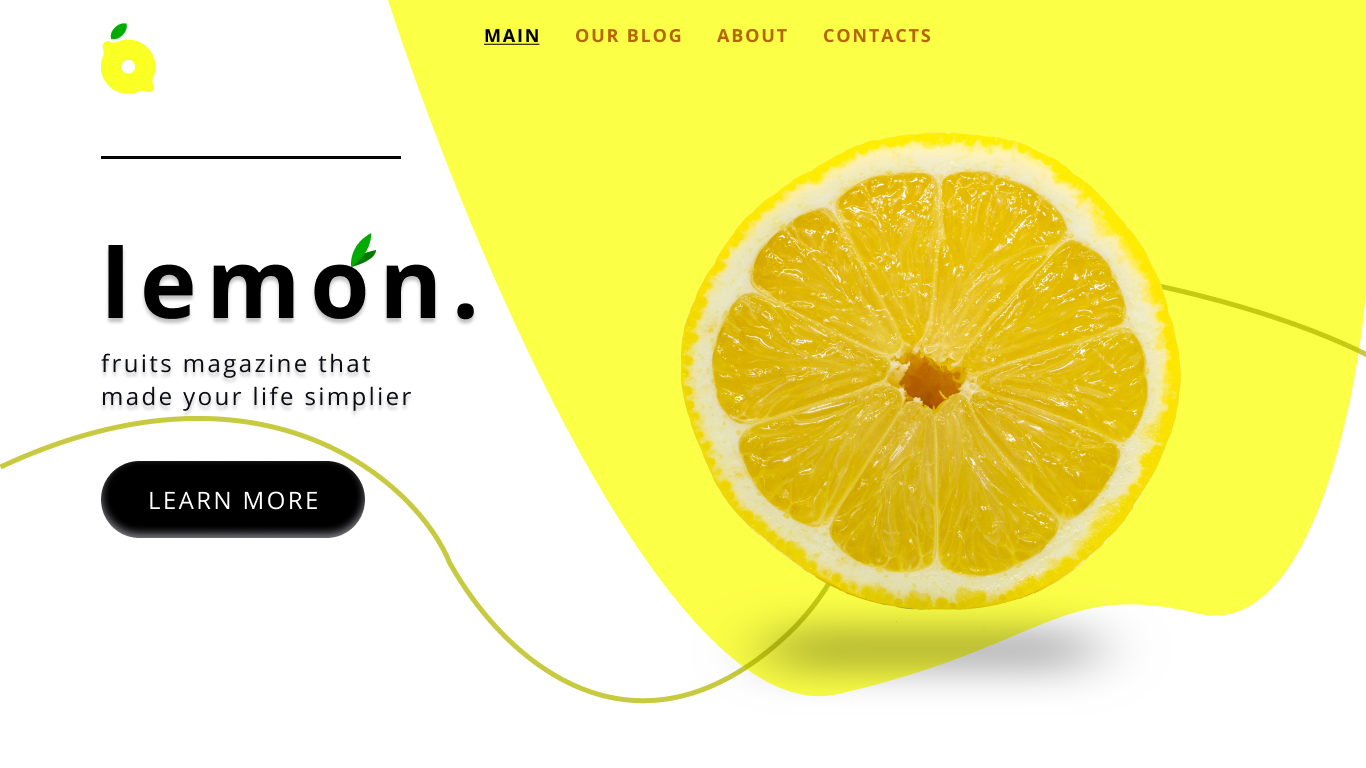 MAIN OUR BLOG ABOUT CONTACTS
lemon.
fruits magazine that
made your life simplier
LEARN MORE